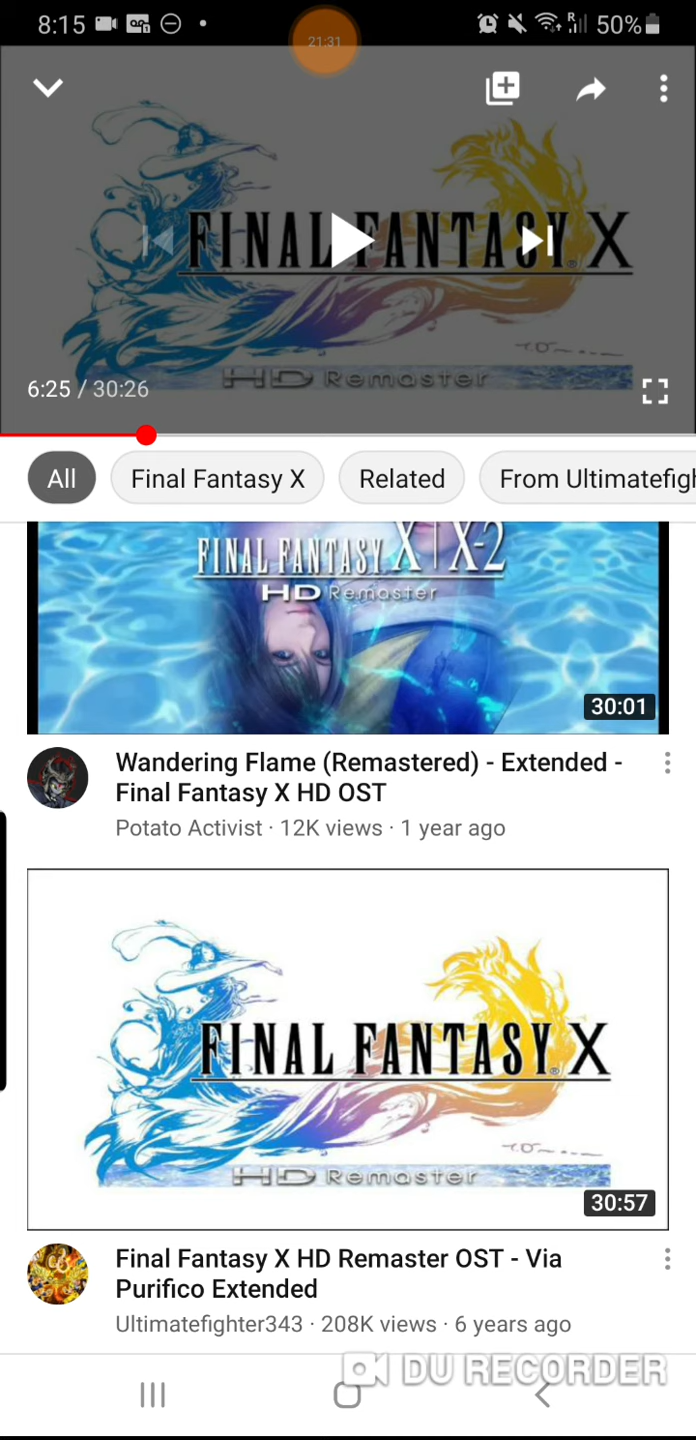 8:15
21:31
R
50%
FINAL FANTASY X
HD Remaster
6:25 / 30:26
All
Final Fantasy X
Related
From Ultimatefigh
FINAL FANTASY X | X-2
HD Remaster
30:01
Wandering Flame (Remastered) - Extended -
Final Fantasy X HD OST
Potato Activist · 12K views · 1 year ago
FINAL FANTASY® X
HD Remaster
30:57
Final Fantasy X HD Remaster OST - Via
Purifico Extended
Ultimatefighter343 · 208K views · 6 years ago
DU RECORDER